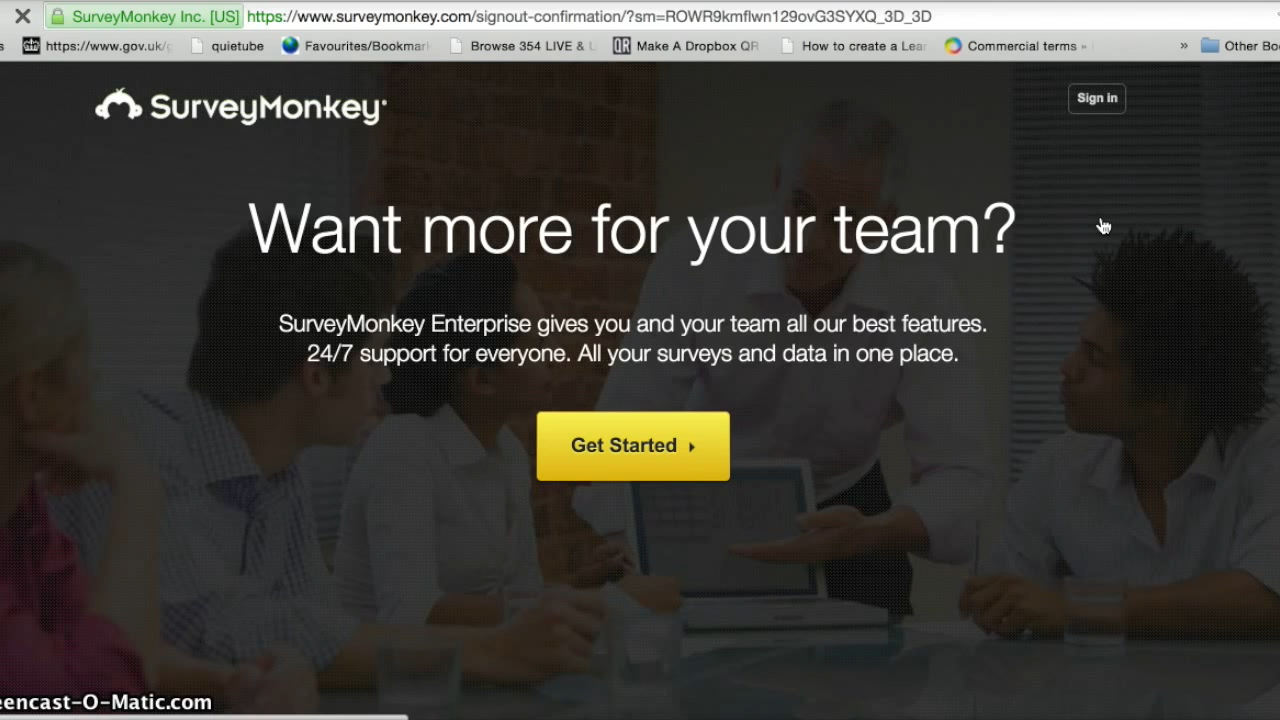 SurveyMonkey Inc. [US] https://www.surveymonkey.com/signout-confirmation/?sm=ROWR9kmflwn129ovG3SYXQ_3D_3D
s https://www.gov.uk/ quietube Favourites/Bookmar Browse 354 LIVE & L QR Make A Dropbox QR How to create a Lear Commercial terms » Other Bo
SurveyMonkey
Sign in
Want more for your team?
SurveyMonkey Enterprise gives you and your team all our best features.
24/7 support for everyone. All your surveys and data in one place.
Get Started
eencast-O-Matic.com